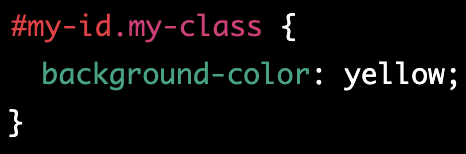 #my-id.my-class {
  background-color: yellow;
}